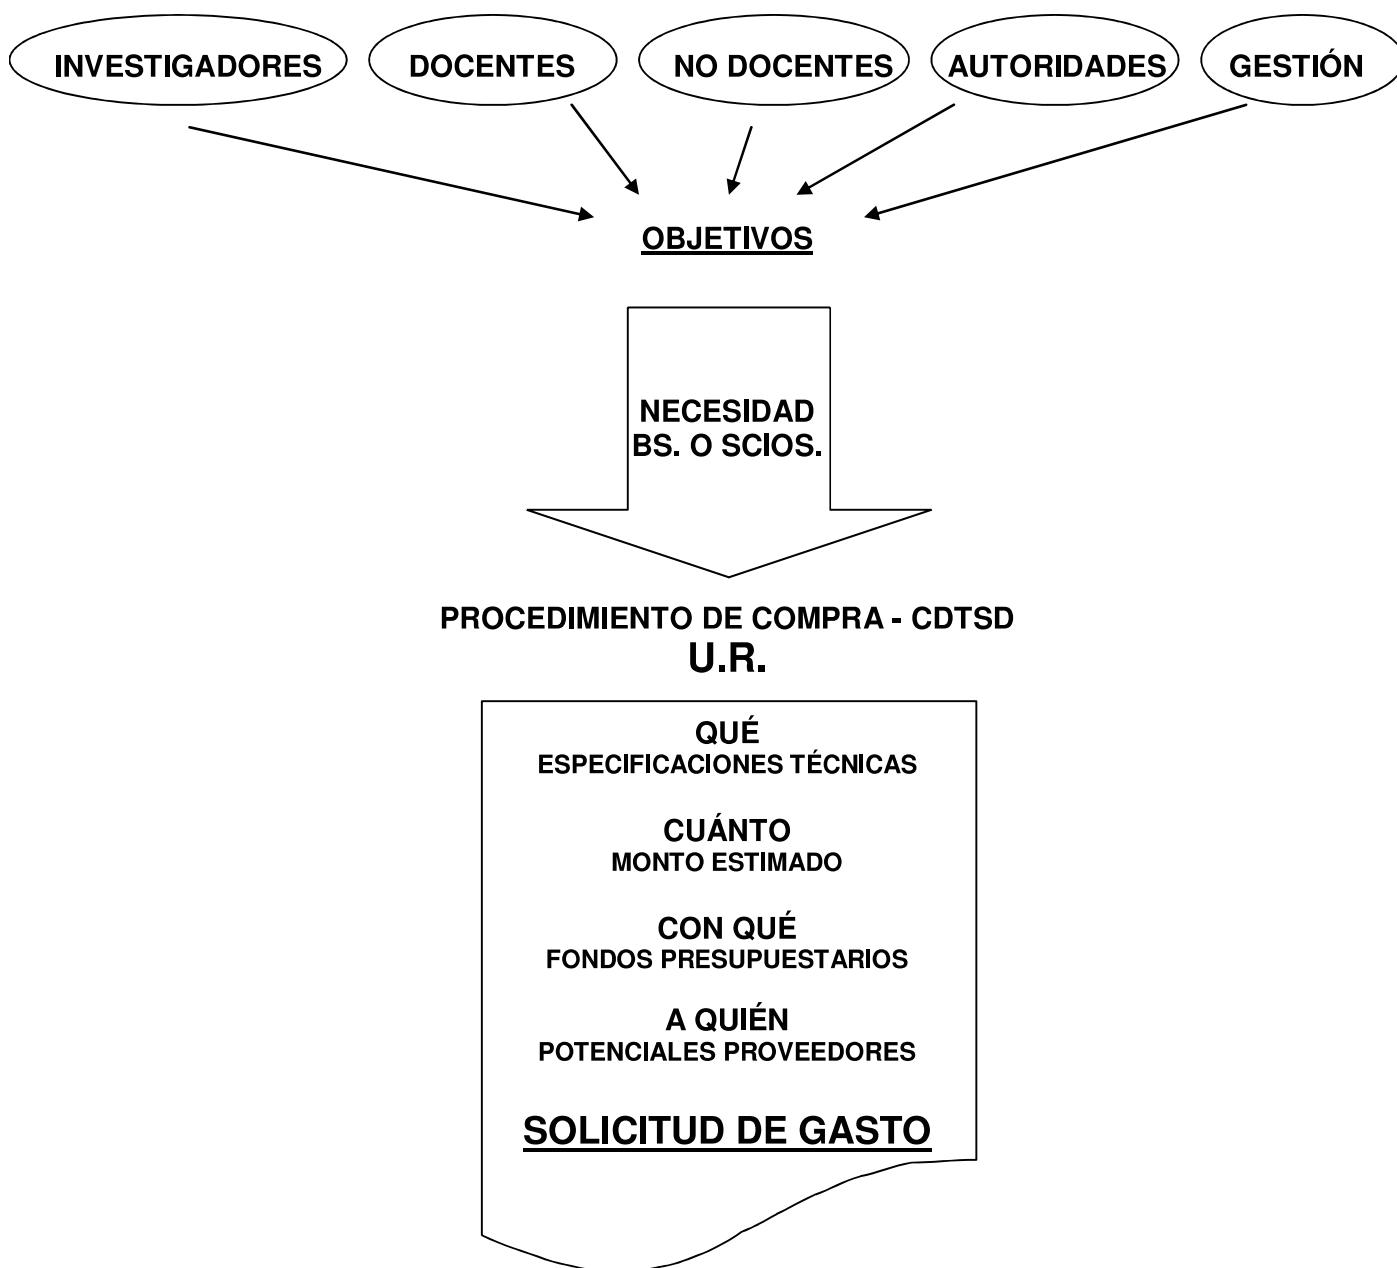 INVESTIGADORES DOCENTES NO DOCENTES AUTORIDADES GESTIÓN
OBJETIVOS
NECESIDAD
BS. O SCIOS.
PROCEDIMIENTO DE COMPRA - CDTSD
U.R.
QUÉ
ESPECIFICACIONES TÉCNICAS
CUÁNTO
MONTO ESTIMADO
CON QUÉ
FONDOS PRESUPUESTARIOS
A QUIÉN
POTENCIALES PROVEEDORES
SOLICITUD DE GASTO